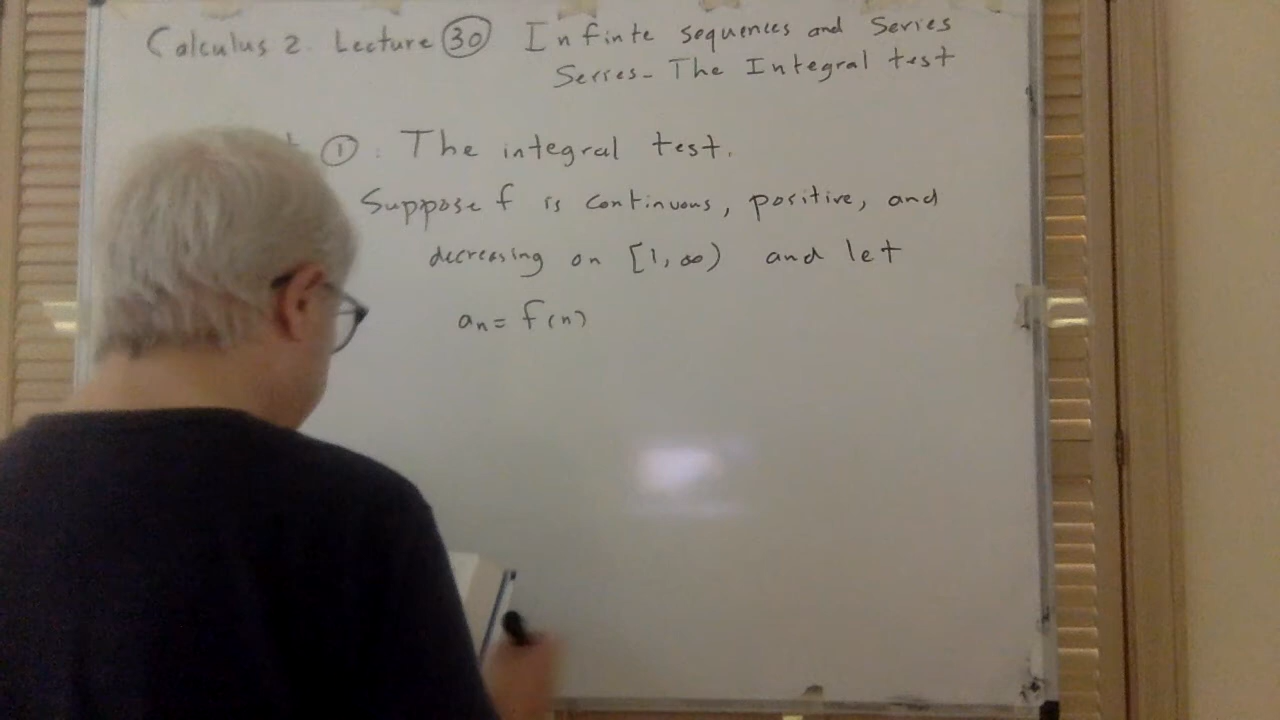 Calculus 2. Lecture 30 Infinte sequences and Series
Series - The Integral test
1 : The integral test.
Suppose f is continuous, positive, and
decreasing on [1, ∞) and let
aₙ = f(n)